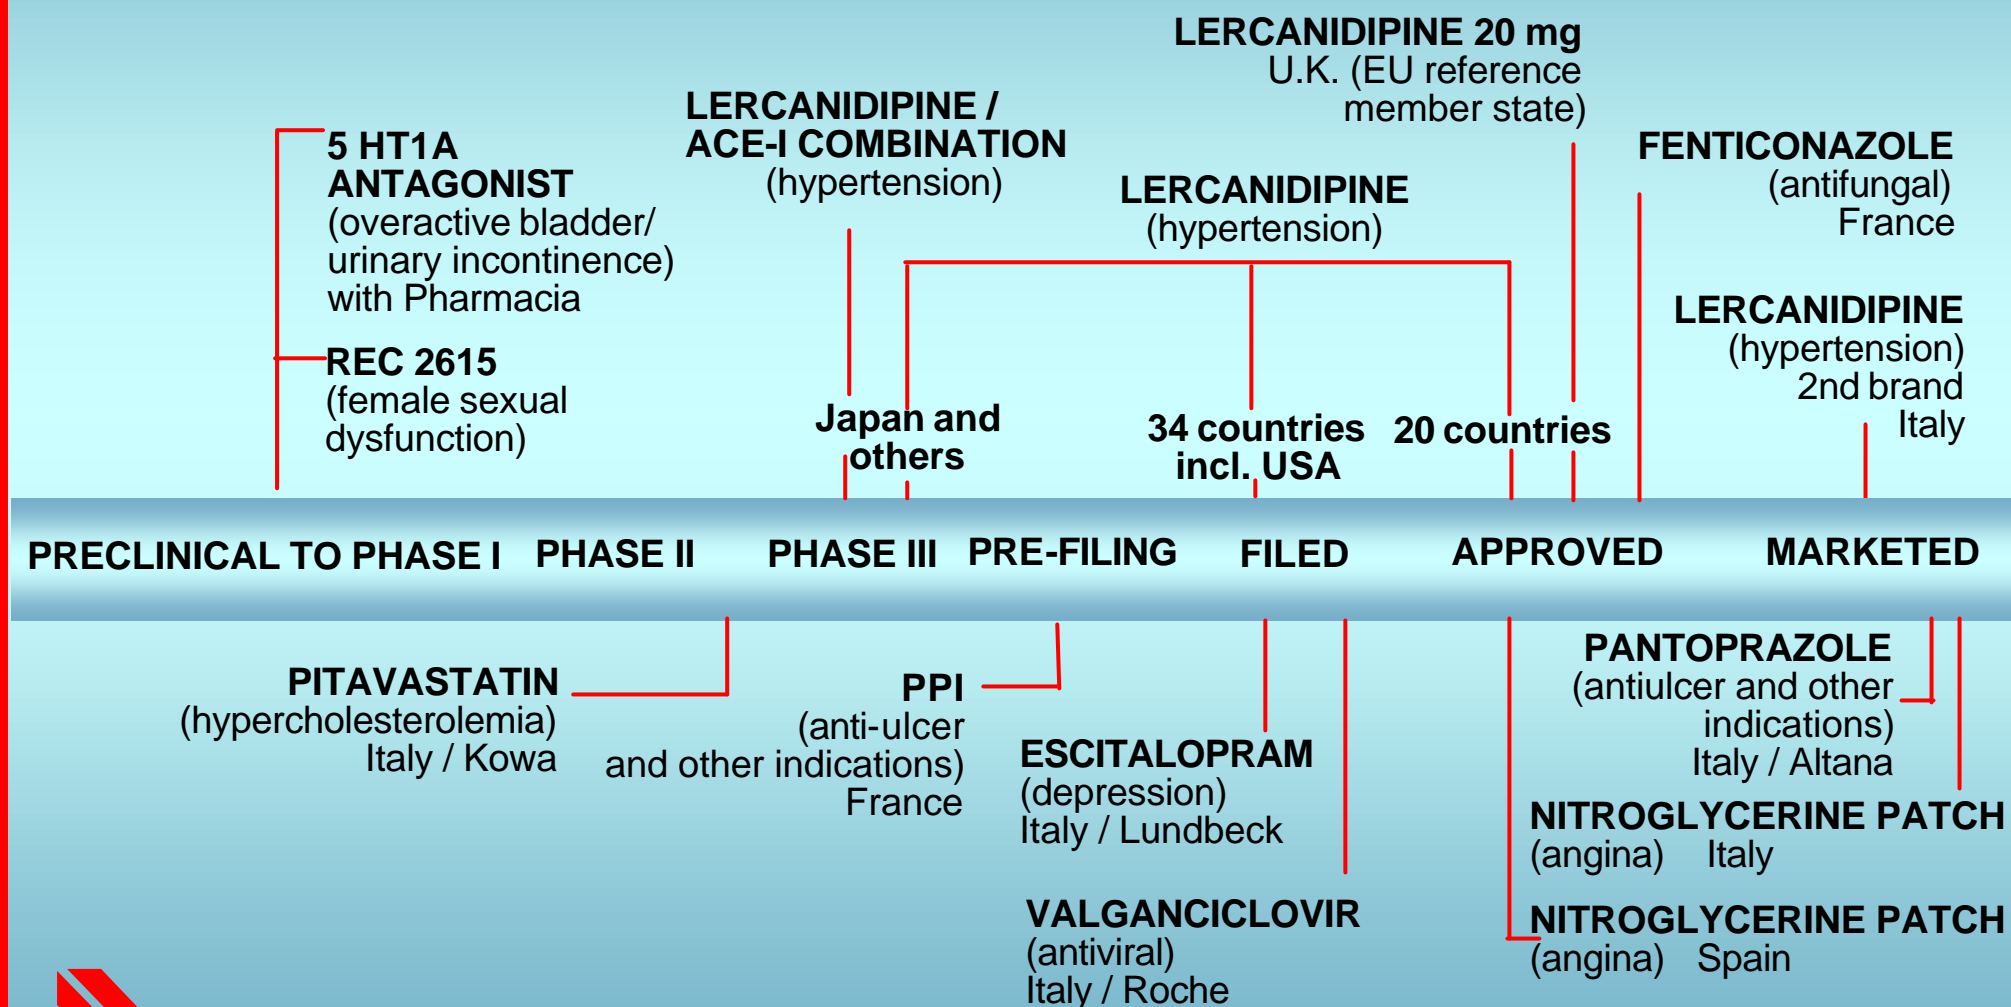 LERCANIDIPINE 20 mg
U.K. (EU reference
member state)
LERCANIDIPINE /
ACE-I COMBINATION
(hypertension)
5 HT1A
ANTAGONIST
(overactive bladder/
urinary incontinence)
with Pharmacia
REC 2615
(female sexual
dysfunction)
LERCANIDIPINE
(hypertension)
FENTICONAZOLE
(antifungal)
France
LERCANIDIPINE
(hypertension)
2nd brand
Italy
Japan and
others
34 countries
incl. USA
20 countries
PRECLINICAL TO PHASE I PHASE II PHASE III PRE-FILING FILED APPROVED MARKETED
PITAVASTATIN
(hypercholesterolemia)
Italy / Kowa
PPI
(anti-ulcer
and other indications)
France
ESCITALOPRAM
(depression)
Italy / Lundbeck
VALGANCICLOVIR
(antiviral)
Italy / Roche
PANTOPRAZOLE
(antiulcer and other
indications)
Italy / Altana
NITROGLYCERINE PATCH
(angina) Italy
NITROGLYCERINE PATCH
(angina) Spain